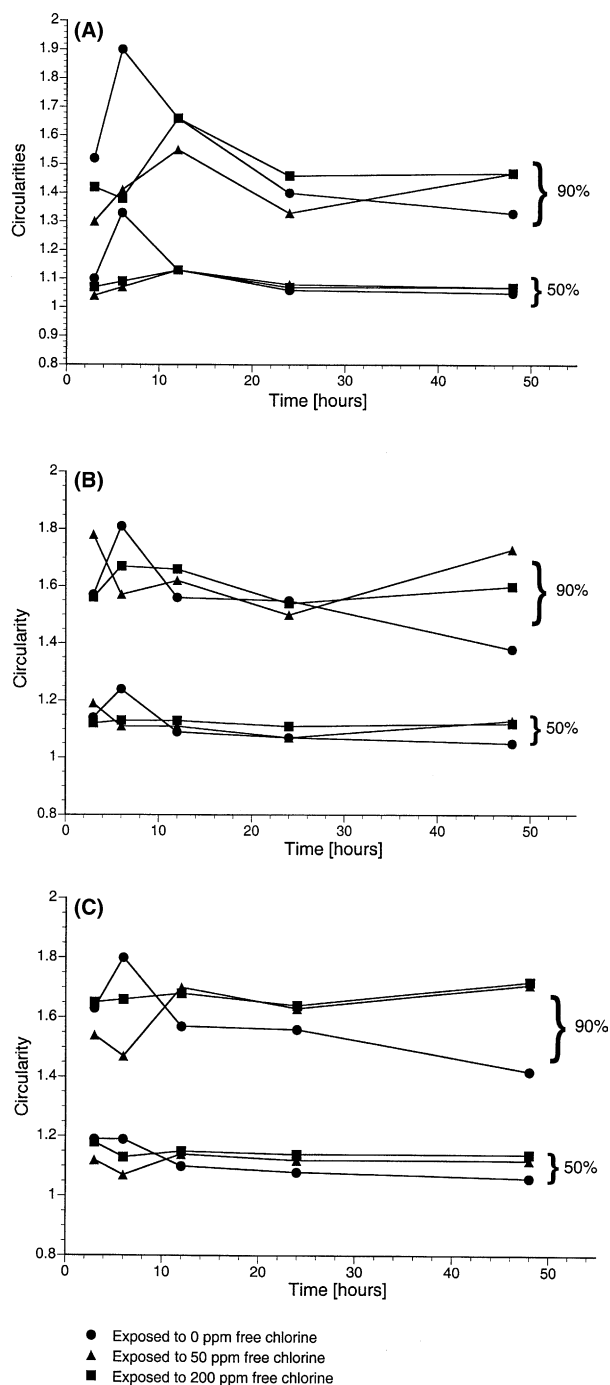 (A)
2
1.9
1.8
1.7
1.6
1.5
1.4
1.3
1.2
1.1
1
0.8
Circularities
90%
50%
0 10 20 30 40 50
Time [hours]
(B)
2
1.8
1.6
1.4
1.2
1
0.8
Circularity
90%
50%
0 10 20 30 40 50
Time [hours]
(C)
2
1.8
1.6
1.4
1.2
1
0.8
Circularity
90%
50%
0 10 20 30 40 50
Time [hours]
Exposed to 0 ppm free chlorine
Exposed to 50 ppm free chlorine
Exposed to 200 ppm free chlorine